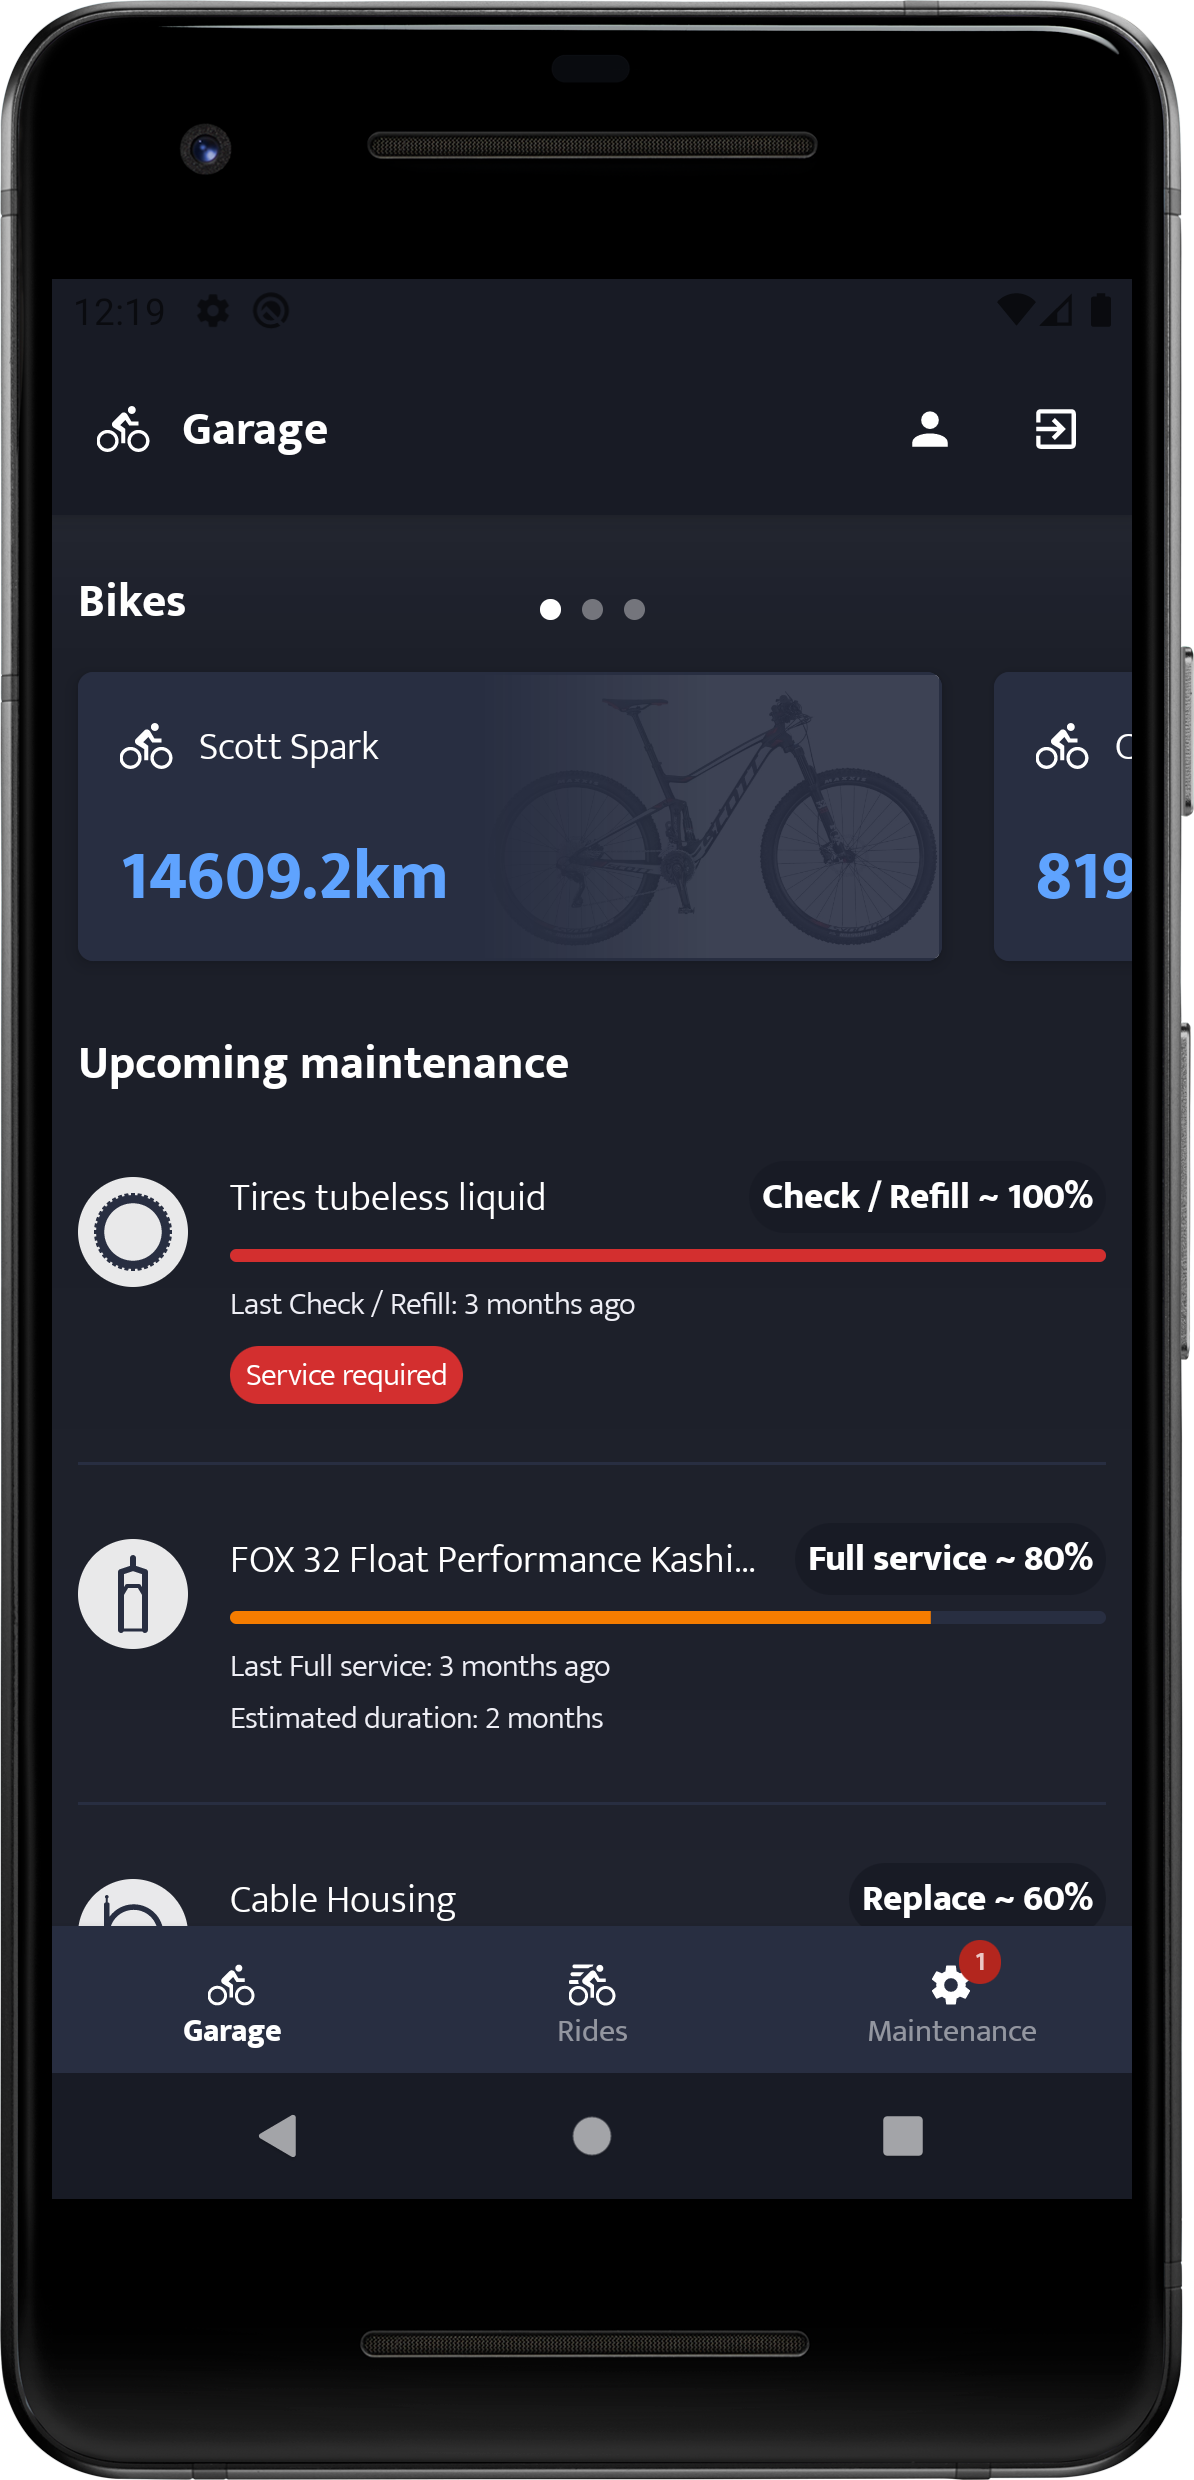 12:19
Garage
Bikes
Scott Spark
C
14609.2km
819
Upcoming maintenance
Tires tubeless liquid
Check / Refill ~ 100%
Last Check / Refill: 3 months ago
Service required
FOX 32 Float Performance Kashi...
Full service ~ 80%
Last Full service: 3 months ago
Estimated duration: 2 months
Cable Housing
Replace ~ 60%
1
Garage
Rides
Maintenance